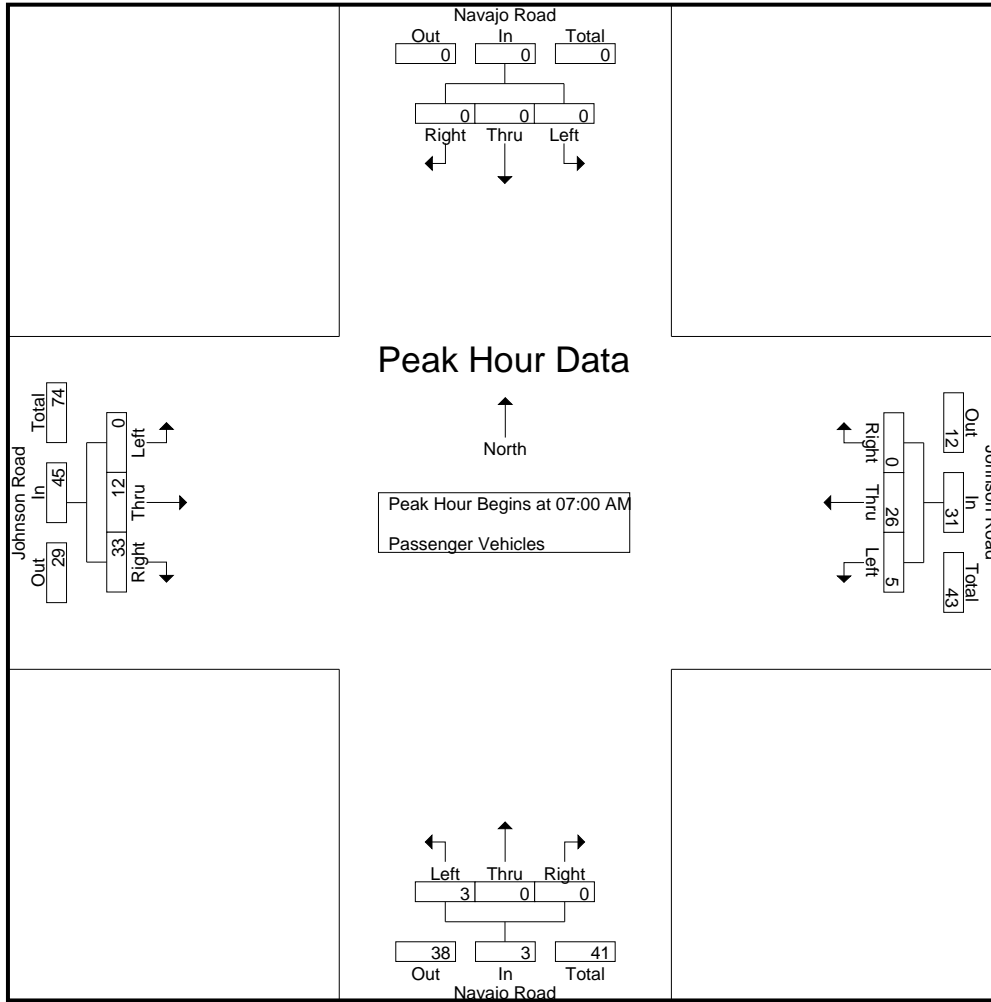 Navajo Road
Out In Total
0 0 0
0 0 0
Right Thru Left
Peak Hour Data
North
Peak Hour Begins at 07:00 AM
Passenger Vehicles
Johnson Road
Total In Out
74 45 29
0 12 33
Left Thru Right
Johnson Road
Out In Total
12 31 43
0 26 5
Right Thru Left
Left Thru Right
3 0 0
38 3 41
Out In Total
Navajo Road